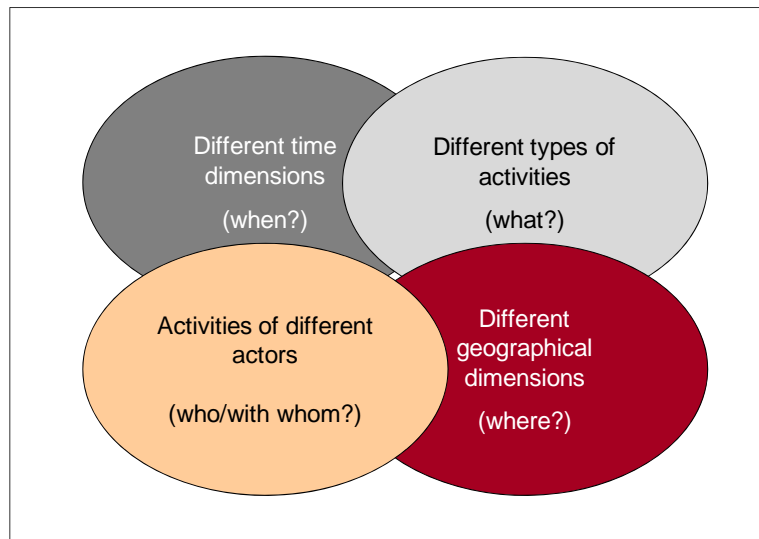 Different time
dimensions
(when?)
Different types of
activities
(what?)
Activities of different
actors
(who/with whom?)
Different
geographical
dimensions
(where?)